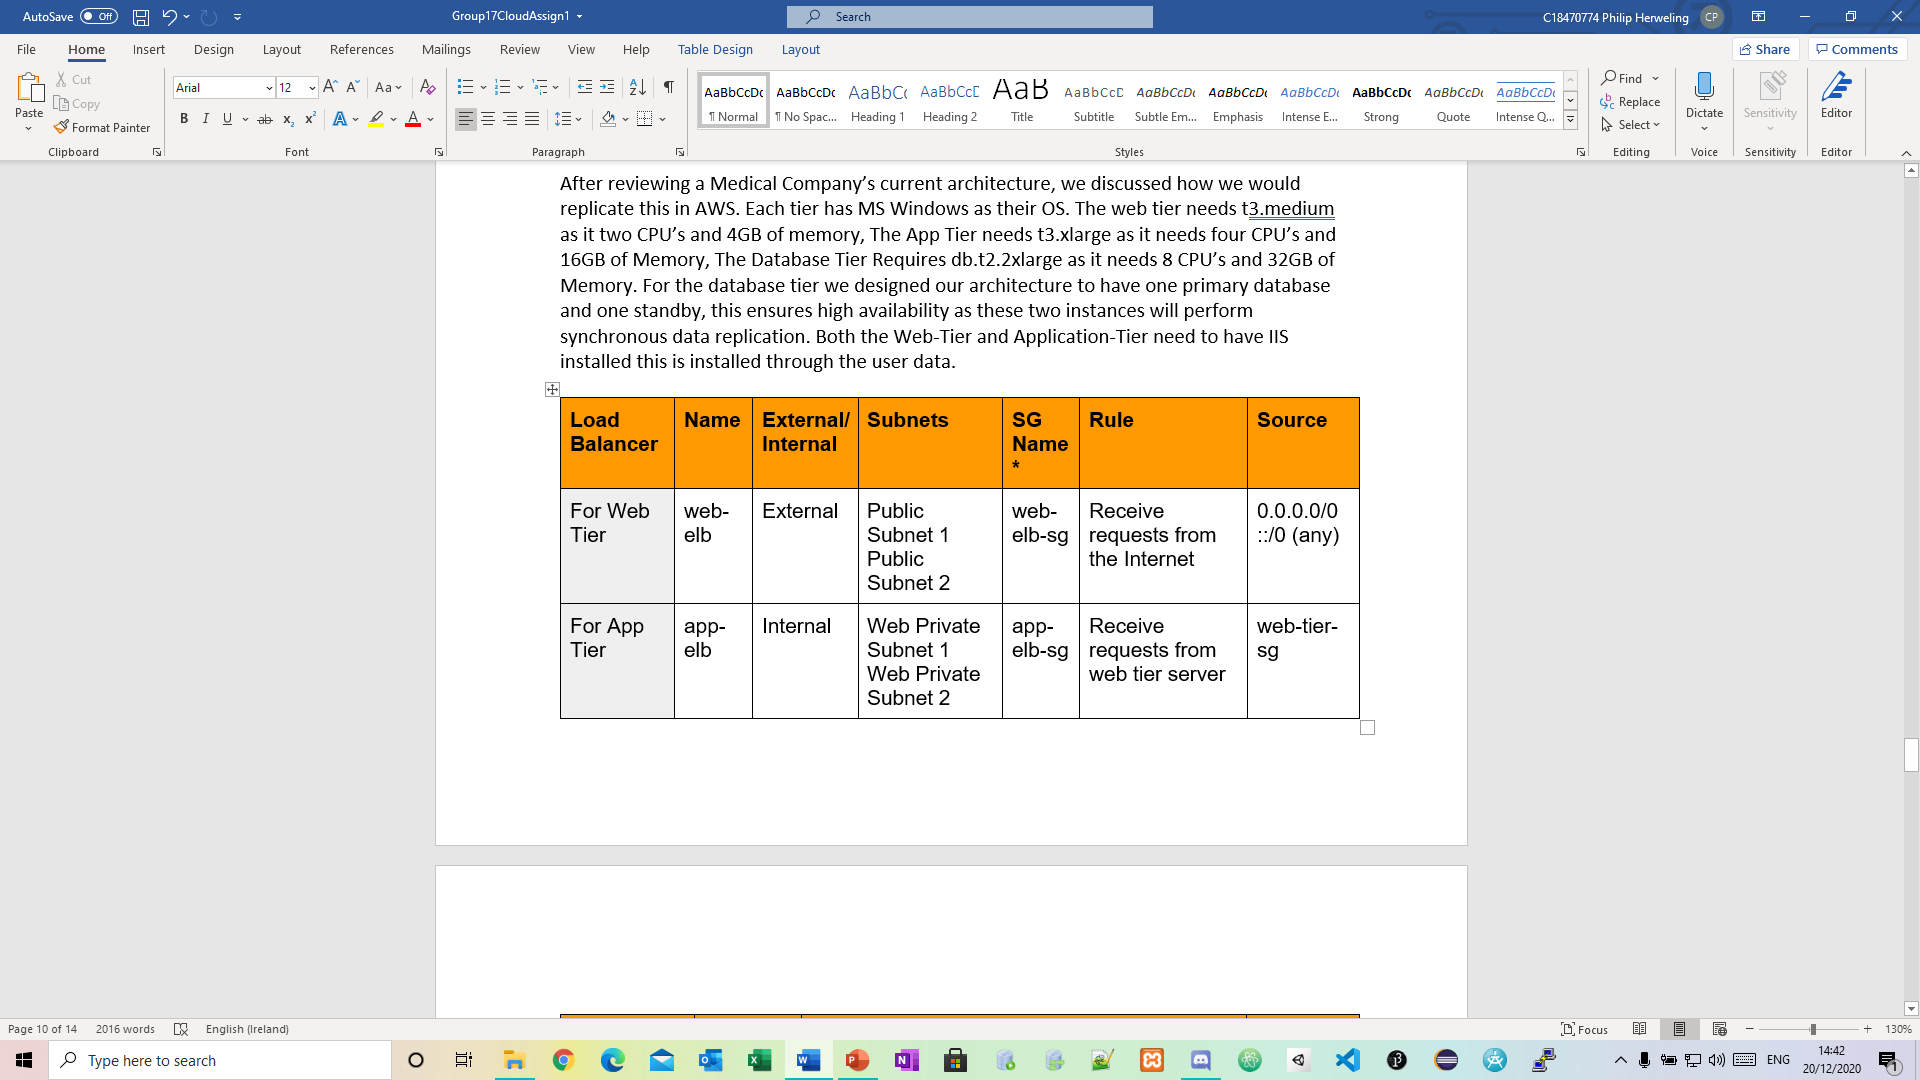 AutoSave Off Group17CloudAssign1 Search C18470774 Philip Herweling CP
File Home Insert Design Layout References Mailings Review View Help Table Design Layout Share Comments
Paste Cut Copy Format Painter
Arial 12
AaBbCcDc AaBbCcDc AaBbCc AaBbCcD AaB AaBbCcD AaBbCcDc AaBbCcDc AaBbCcDc AaBbCcDc AaBbCcDc AaBbCcDc
¶ Normal ¶ No Spac... Heading 1 Heading 2 Title Subtitle Subtle Em... Emphasis Intense E... Strong Quote Intense Q...
Find Replace Select Dictate Sensitivity Editor
Clipboard Font Paragraph Styles Editing Voice Sensitivity Editor
After reviewing a Medical Company’s current architecture, we discussed how we would
replicate this in AWS. Each tier has MS Windows as their OS. The web tier needs t3.medium
as it two CPU’s and 4GB of memory, The App Tier needs t3.xlarge as it needs four CPU’s and
16GB of Memory, The Database Tier Requires db.t2.2xlarge as it needs 8 CPU’s and 32GB of
Memory. For the database tier we designed our architecture to have one primary database
and one standby, this ensures high availability as these two instances will perform
synchronous data replication. Both the Web-Tier and Application-Tier need to have IIS
installed this is installed through the user data.
Load Balancer
Name
External/ Internal
Subnets
SG Name *
Rule
Source
For Web Tier
web-elb
External
Public Subnet 1
Public Subnet 2
web-elb-sg
Receive requests from the Internet
0.0.0.0/0
::/0 (any)
For App Tier
app-elb
Internal
Web Private Subnet 1
Web Private Subnet 2
app-elb-sg
Receive requests from web tier server
web-tier-sg
Page 10 of 14 2016 words English (Ireland) Focus 130%
Type here to search ENG 14:42
20/12/2020